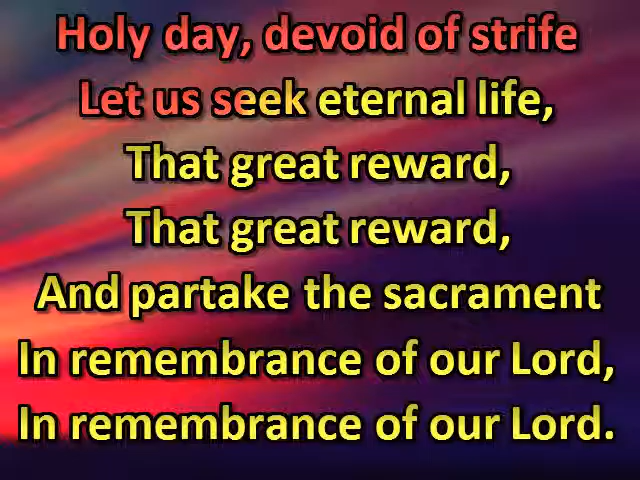 Holy day, devoid of strife
Let us seek eternal life,
That great reward,
That great reward,
And partake the sacrament
In remembrance of our Lord,
In remembrance of our Lord.